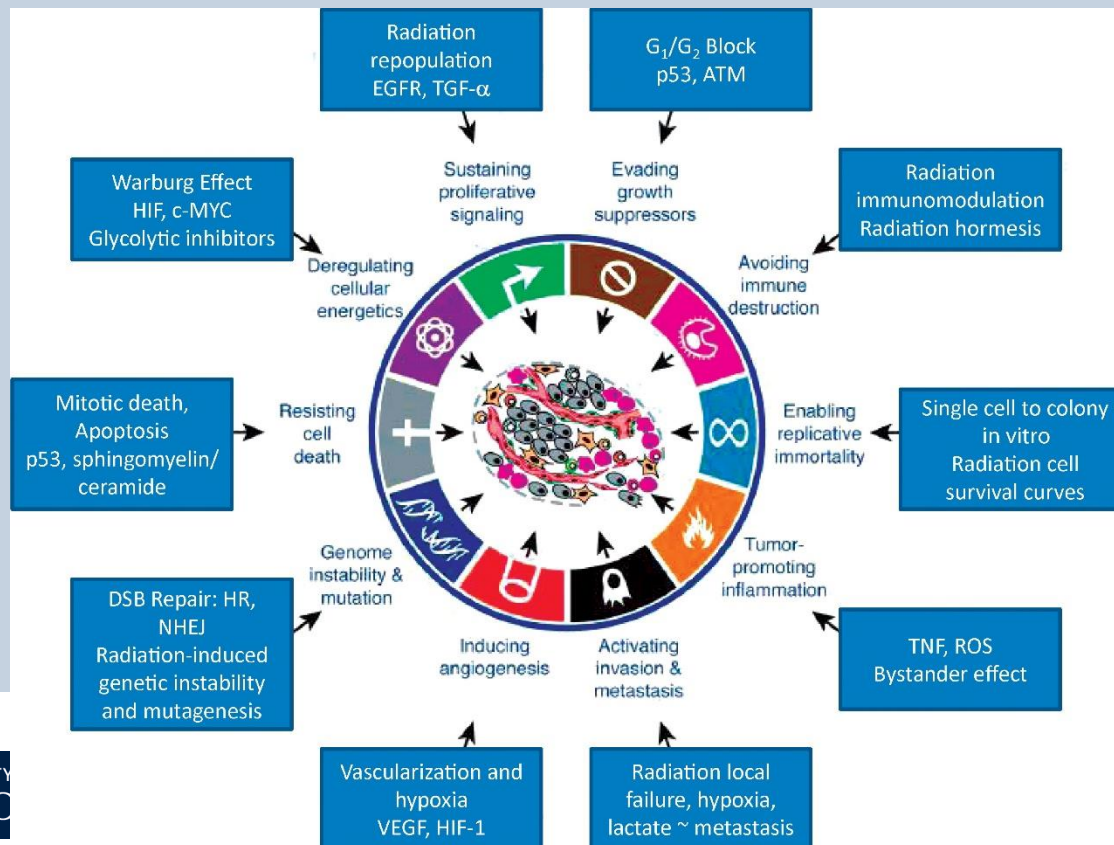 Radiation
repopulation
EGFR, TGF-α
G₁/G₂ Block
p53, ATM
Warburg Effect
HIF, c-MYC
Glycolytic inhibitors
Sustaining
proliferative
signaling
Evading
growth
suppressors
Radiation
immunomodulation
Radiation hormesis
Deregulating
cellular
energetics
Avoiding
immune
destruction
Mitotic death,
Apoptosis
p53, sphingomyelin/
ceramide
Resisting
cell
death
Enabling
replicative
immortality
Single cell to colony
in vitro
Radiation cell
survival curves
Genome
instability &
mutation
Tumor-
promoting
inflammation
DSB Repair: HR,
NHEJ
Radiation-induced
genetic instability
and mutagenesis
Inducing
angiogenesis
Activating
invasion &
metastasis
TNF, ROS
Bystander effect
Vascularization and
hypoxia
VEGF, HIF-1
Radiation local
failure, hypoxia,
lactate ~ metastasis